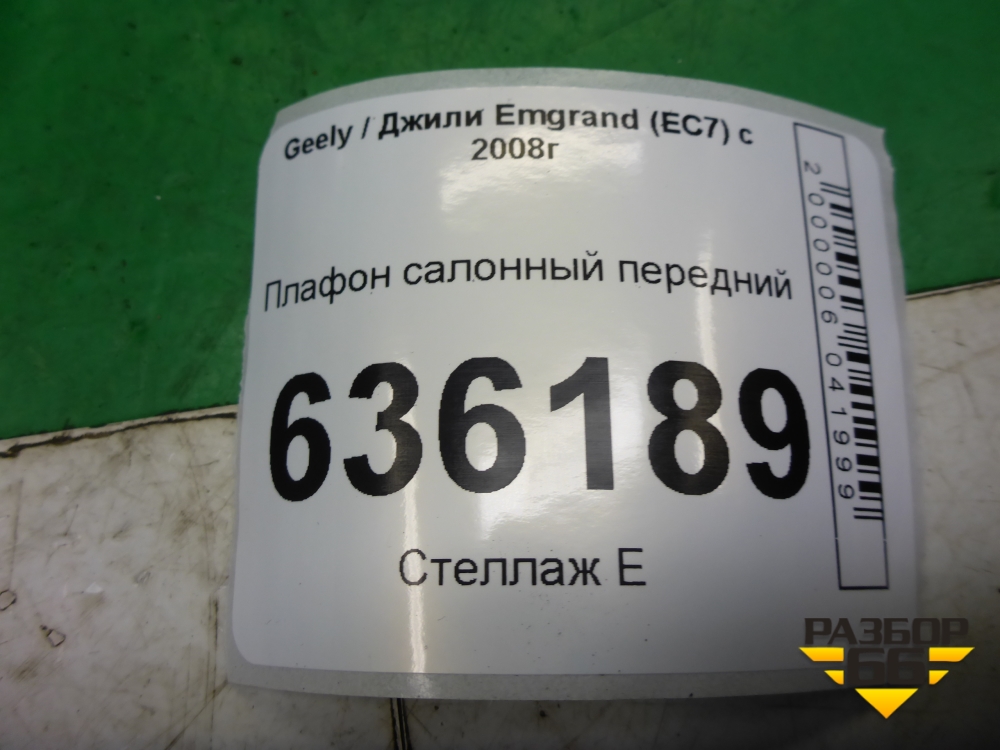 Geely / Джили Emgrand (EC7) с
2008г
Плафон салонный передний
636189
Стеллаж Е
2000006041999
РАЗБОР
66